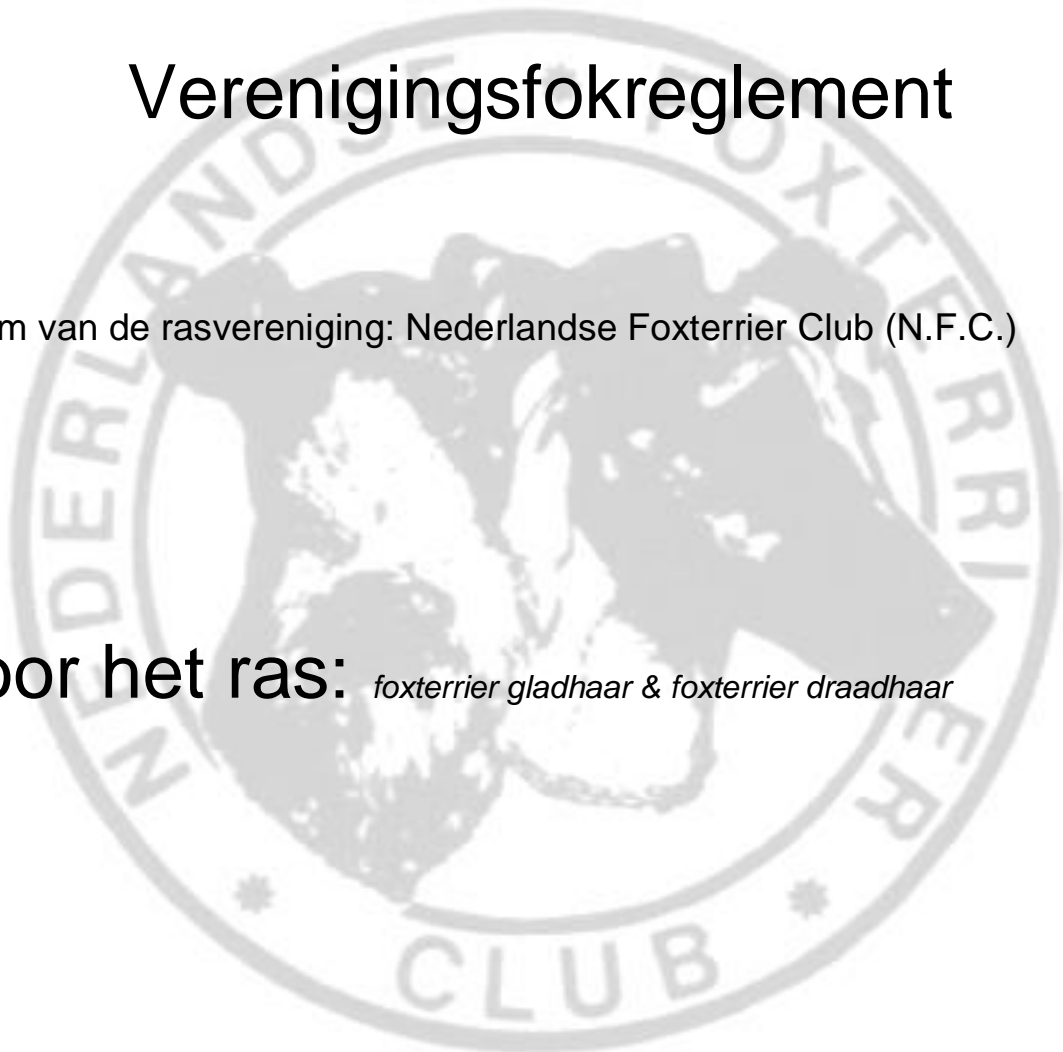 Verenigingsfokreglement
m van de rasvereniging: Nederlandse Foxterrier Club (N.F.C.)
oor het ras: foxterrier gladhaar & foxterrier draadhaar
NEDERLANDSE * FOXTERRIER * CLUB *